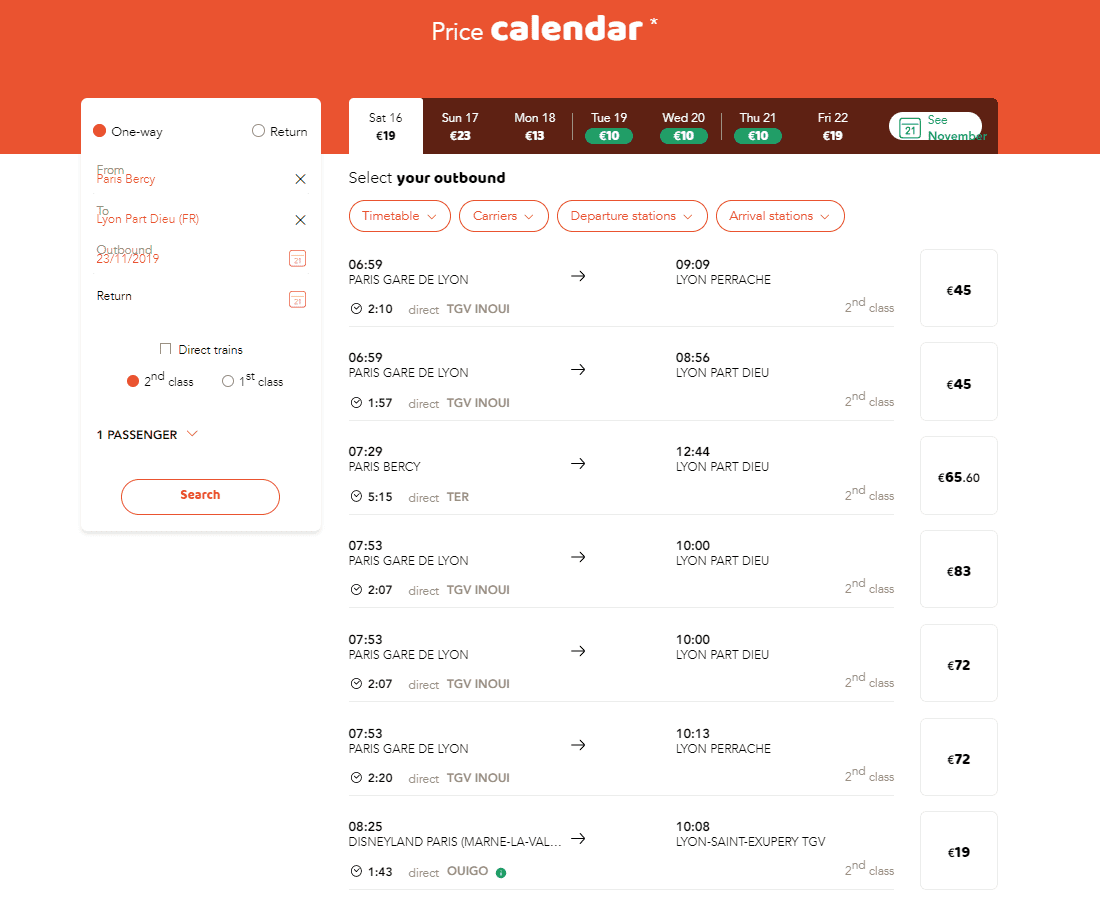 Price calendar *
One-way
Return
From
Paris Bercy
To
Lyon Part Dieu (FR)
Outbound
23/11/2019
21
Return
21
Direct trains
2nd class
1st class
1 PASSENGER
Search
Sat 16
€19
Sun 17
€23
Mon 18
€13
Tue 19
€10
Wed 20
€10
Thu 21
€10
Fri 22
€19
21
See
November
Select your outbound
Timetable
Carriers
Departure stations
Arrival stations
06:59
PARIS GARE DE LYON
09:09
LYON PERRACHE
2:10 direct TGV INOUI
2nd class
€45
06:59
PARIS GARE DE LYON
08:56
LYON PART DIEU
1:57 direct TGV INOUI
2nd class
€45
07:29
PARIS BERCY
12:44
LYON PART DIEU
5:15 direct TER
2nd class
€65.60
07:53
PARIS GARE DE LYON
10:00
LYON PART DIEU
2:07 direct TGV INOUI
2nd class
€83
07:53
PARIS GARE DE LYON
10:00
LYON PART DIEU
2:07 direct TGV INOUI
2nd class
€72
07:53
PARIS GARE DE LYON
10:13
LYON PERRACHE
2:20 direct TGV INOUI
2nd class
€72
08:25
DISNEYLAND PARIS (MARNE-LA-VAL...
10:08
LYON-SAINT-EXUPERY TGV
1:43 direct OUIGO i
2nd class
€19